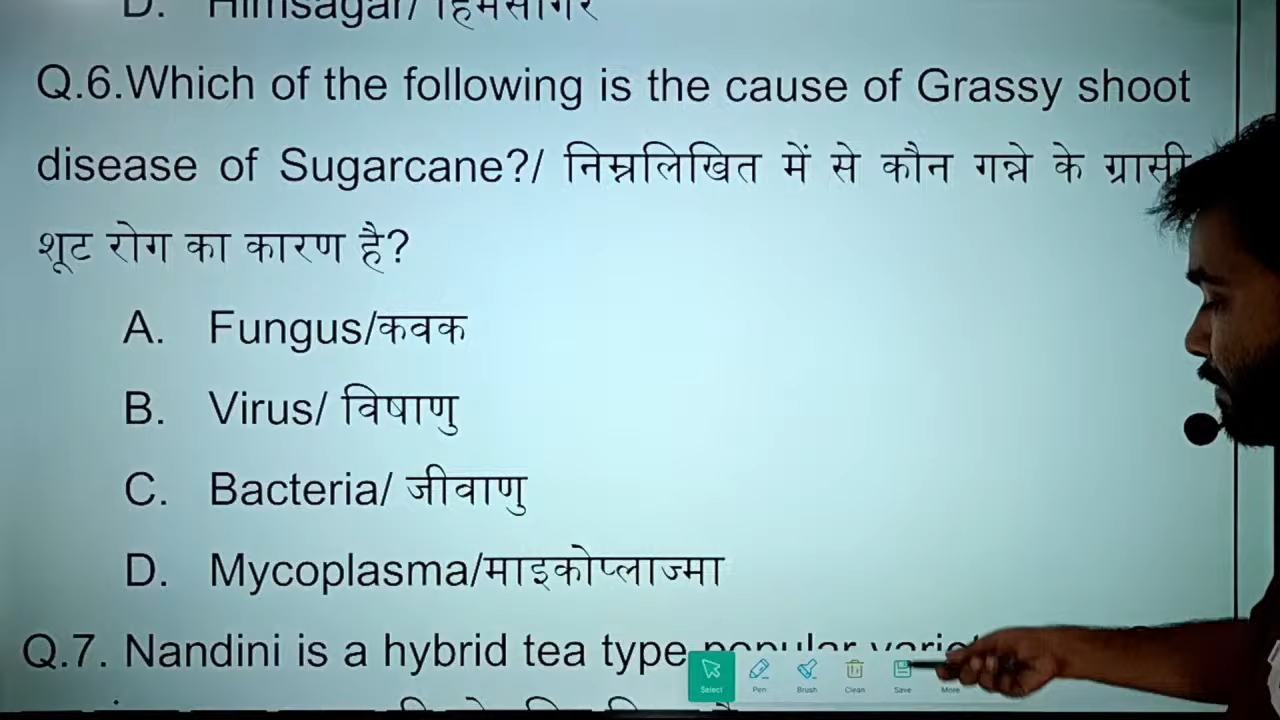 D. Himsagar/ हिमसागर
Q.6.Which of the following is the cause of Grassy shoot
disease of Sugarcane?/ निम्नलिखित में से कौन गन्ने के ग्रासी
शूट रोग का कारण है?
A. Fungus/कवक
B. Virus/ विषाणु
C. Bacteria/ जीवाणु
D. Mycoplasma/माइकोप्लाज्मा
Q.7. Nandini is a hybrid tea type popular
Select Pen Brush Clean Save More